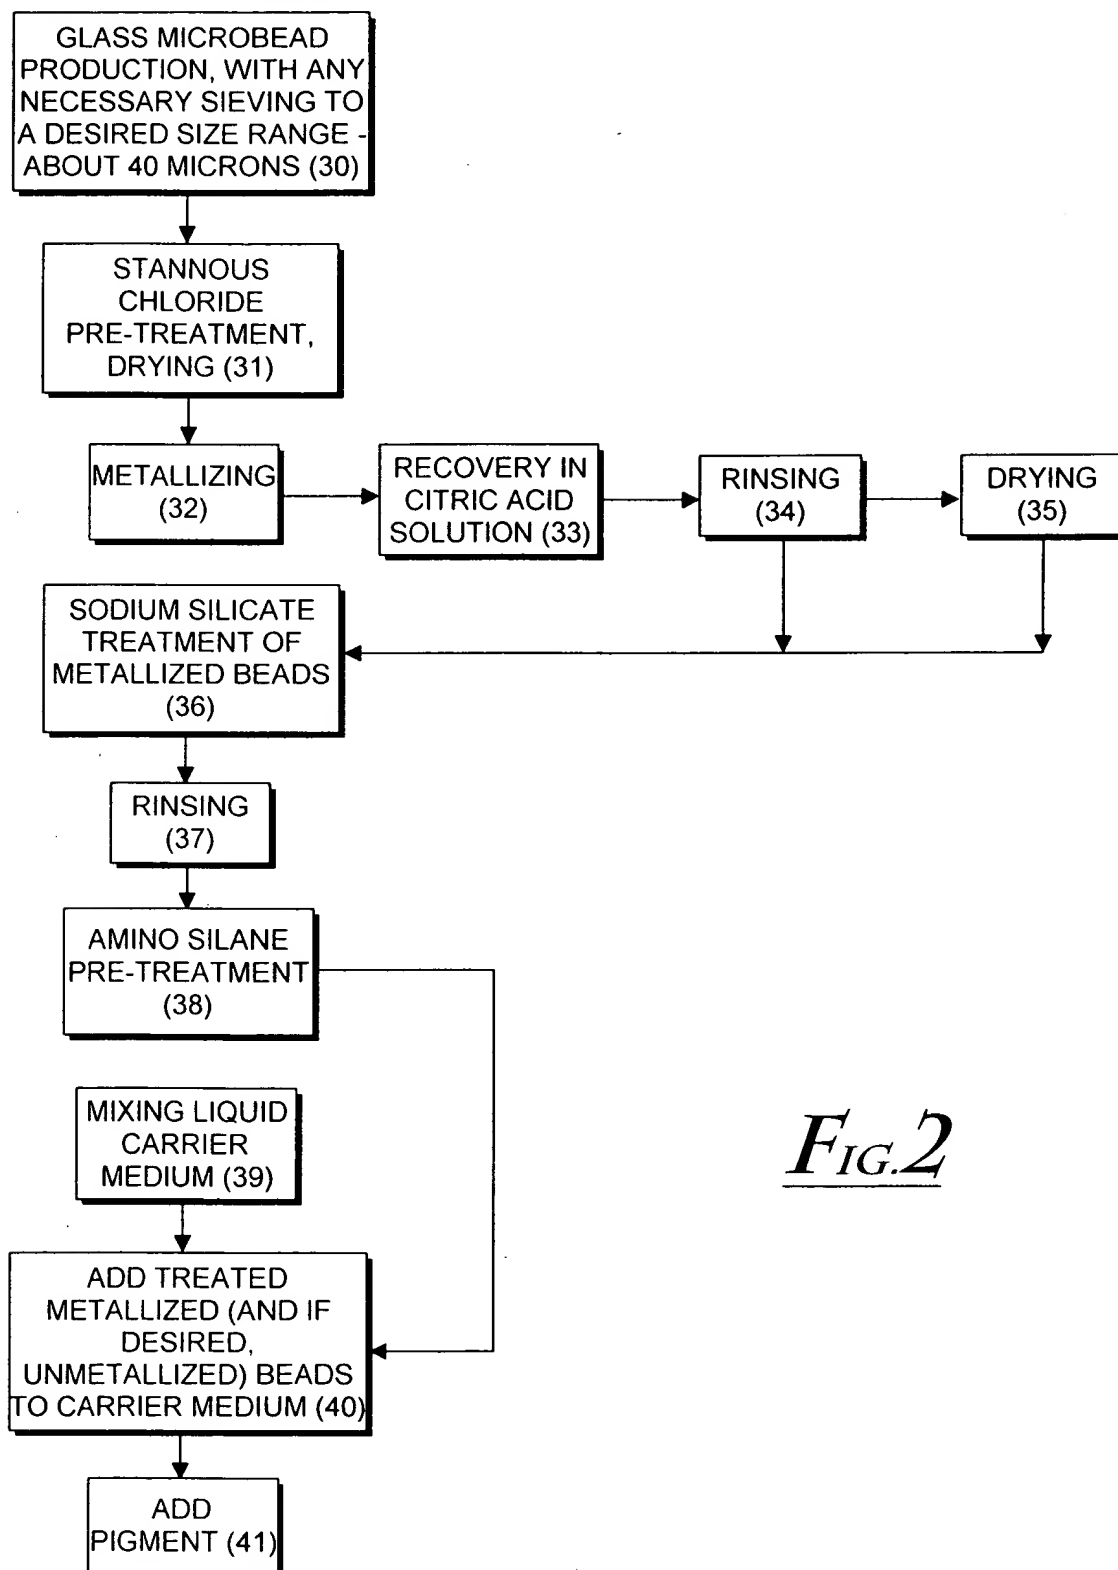 GLASS MICROBEAD
PRODUCTION, WITH ANY
NECESSARY SIEVING TO
A DESIRED SIZE RANGE -
ABOUT 40 MICRONS (30)
STANNOUS
CHLORIDE
PRE-TREATMENT,
DRYING (31)
METALLIZING
(32)
RECOVERY IN
CITRIC ACID
SOLUTION (33)
RINSING
(34)
DRYING
(35)
SODIUM SILICATE
TREATMENT OF
METALLIZED BEADS
(36)
RINSING
(37)
AMINO SILANE
PRE-TREATMENT
(38)
MIXING LIQUID
CARRIER
MEDIUM (39)
FIG.2
ADD TREATED
METALLIZED (AND IF
DESIRED,
UNMETALLIZED) BEADS
TO CARRIER MEDIUM (40)
ADD
PIGMENT (41)